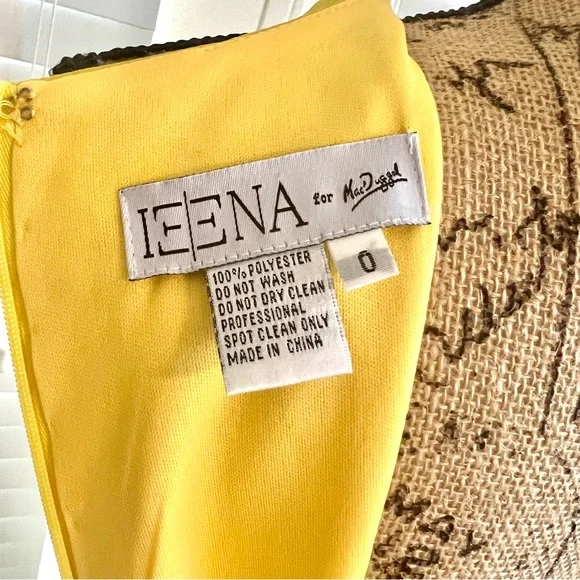 IEENA for Mac Duggal
0
100% POLYESTER
DO NOT WASH
DO NOT DRY CLEAN
PROFESSIONAL
SPOT CLEAN ONLY
MADE IN CHINA